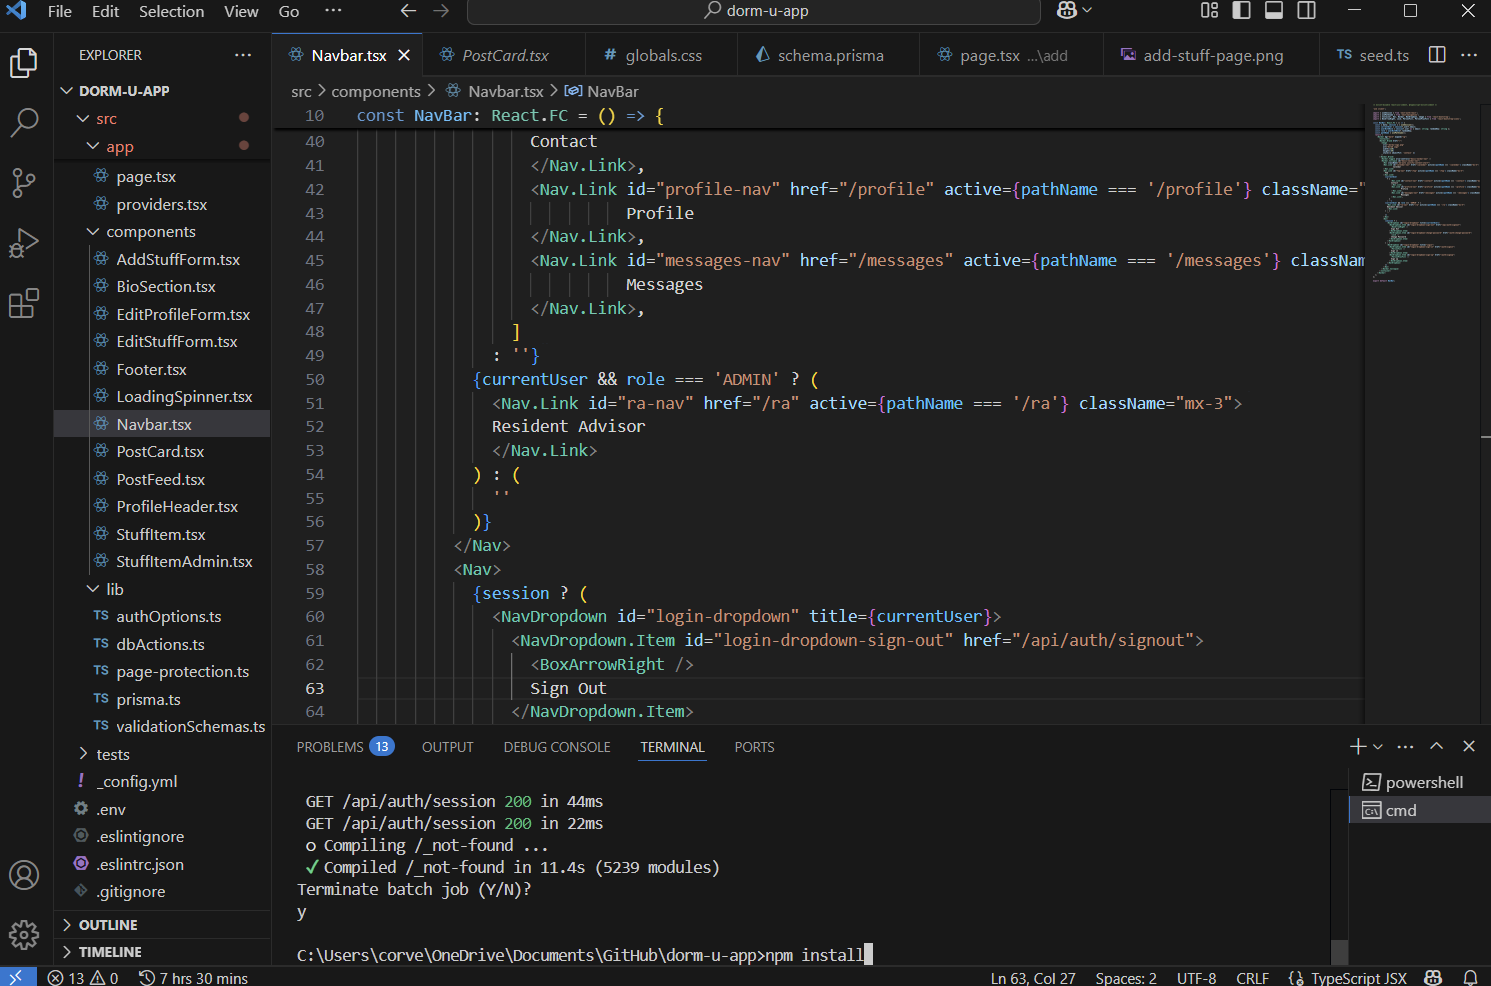 File Edit Selection View Go ··· dorm-u-app
EXPLORER ···
DORM-U-APP
src
app
page.tsx
providers.tsx
components
AddStuffForm.tsx
BioSection.tsx
EditProfileForm.tsx
EditStuffForm.tsx
Footer.tsx
LoadingSpinner.tsx
Navbar.tsx
PostCard.tsx
PostFeed.tsx
ProfileHeader.tsx
StuffItem.tsx
StuffItemAdmin.tsx
lib
TS authOptions.ts
TS dbActions.ts
TS page-protection.ts
TS prisma.ts
TS validationSchemas.ts
tests
! _config.yml
.env
.eslintignore
.eslintrc.json
.gitignore
OUTLINE
TIMELINE
Navbar.tsx PostCard.tsx # globals.css schema.prisma page.tsx ...\add add-stuff-page.png TS seed.ts ···
src > components > Navbar.tsx > NavBar
10 const NavBar: React.FC = () => {
40 Contact
41 </Nav.Link>,
42 <Nav.Link id="profile-nav" href="/profile" active={pathName === '/profile'} className="
43 Profile
44 </Nav.Link>,
45 <Nav.Link id="messages-nav" href="/messages" active={pathName === '/messages'} classNam
46 Messages
47 </Nav.Link>,
48 ]
49 : ''}
50 {currentUser && role === 'ADMIN' ? (
51 <Nav.Link id="ra-nav" href="/ra" active={pathName === '/ra'} className="mx-3">
52 Resident Advisor
53 </Nav.Link>
54 ) : (
55 ''
56 )}
57 </Nav>
58 <Nav>
59 {session ? (
60 <NavDropdown id="login-dropdown" title={currentUser}>
61 <NavDropdown.Item id="login-dropdown-sign-out" href="/api/auth/signout">
62 <BoxArrowRight />
63 Sign Out
64 </NavDropdown.Item>
PROBLEMS 13 OUTPUT DEBUG CONSOLE TERMINAL PORTS
GET /api/auth/session 200 in 44ms
GET /api/auth/session 200 in 22ms
o Compiling /_not-found ...
✓ Compiled /_not-found in 11.4s (5239 modules)
Terminate batch job (Y/N)?
y
C:\Users\corve\OneDrive\Documents\GitHub\dorm-u-app>npm install
powershell
cmd
13 0 7 hrs 30 mins Ln 63, Col 27 Spaces: 2 UTF-8 CRLF TypeScript JSX